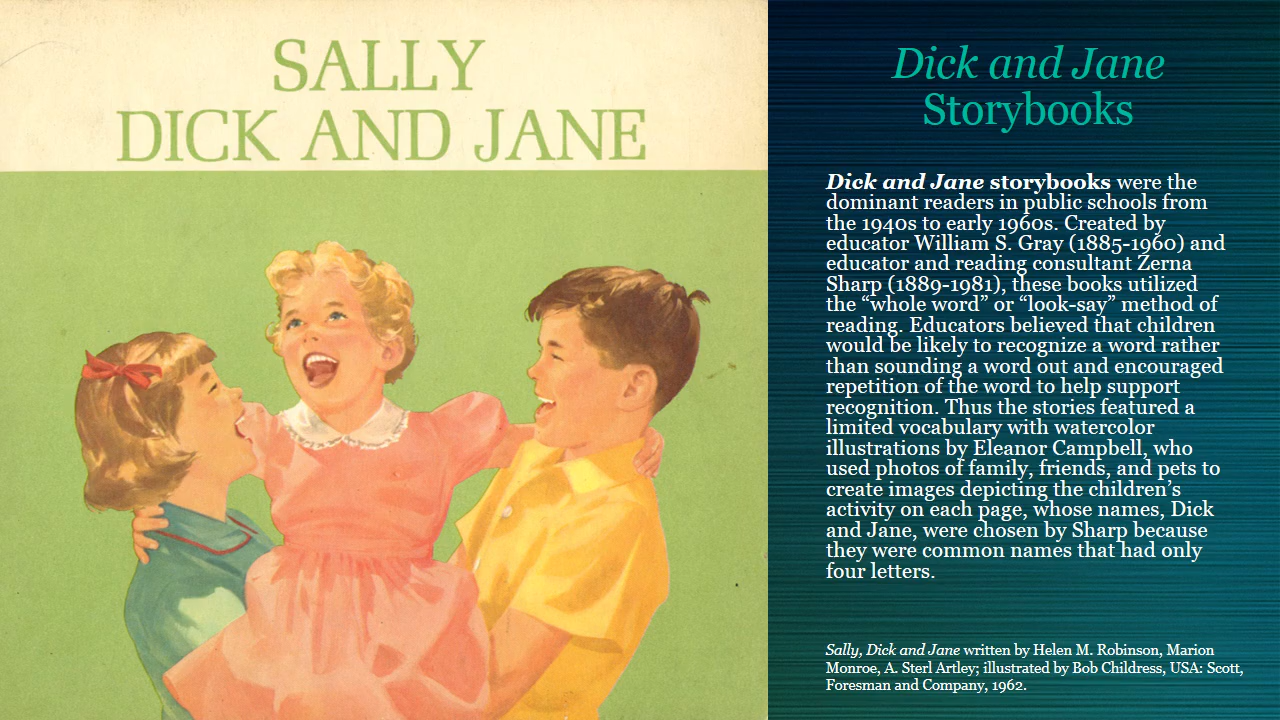 SALLY
DICK AND JANE
Dick and Jane
Storybooks
Dick and Jane storybooks were the
dominant readers in public schools from
the 1940s to early 1960s. Created by
educator William S. Gray (1885-1960) and
educator and reading consultant Zerna
Sharp (1889-1981), these books utilized
the “whole word” or “look-say” method of
reading. Educators believed that children
would be likely to recognize a word rather
than sounding a word out and encouraged
repetition of the word to help support
recognition. Thus the stories featured a
limited vocabulary with watercolor
illustrations by Eleanor Campbell, who
used photos of family, friends, and pets to
create images depicting the children’s
activity on each page, whose names, Dick
and Jane, were chosen by Sharp because
they were common names that had only
four letters.
Sally, Dick and Jane written by Helen M. Robinson, Marion
Monroe, A. Sterl Artley; illustrated by Bob Childress, USA: Scott,
Foresman and Company, 1962.